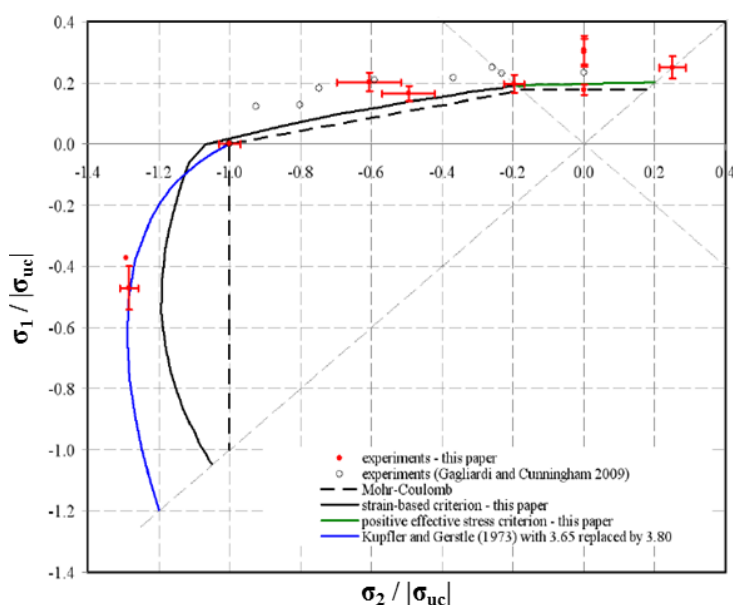 0.4
0.2
0.0
-0.2
-0.4
-0.6
-0.8
-1.0
-1.2
-1.4
-1.4 -1.2 -1.0 -0.8 -0.6 -0.4 -0.2 0.0 0.2 0.4
σ1 / |σuc|
σ2 / |σuc|
experiments - this paper
experiments (Gagliardi and Cunningham 2009)
Mohr-Coulomb
strain-based criterion - this paper
positive effective stress criterion - this paper
Kupfler and Gerstle (1973) with 3.65 replaced by 3.80